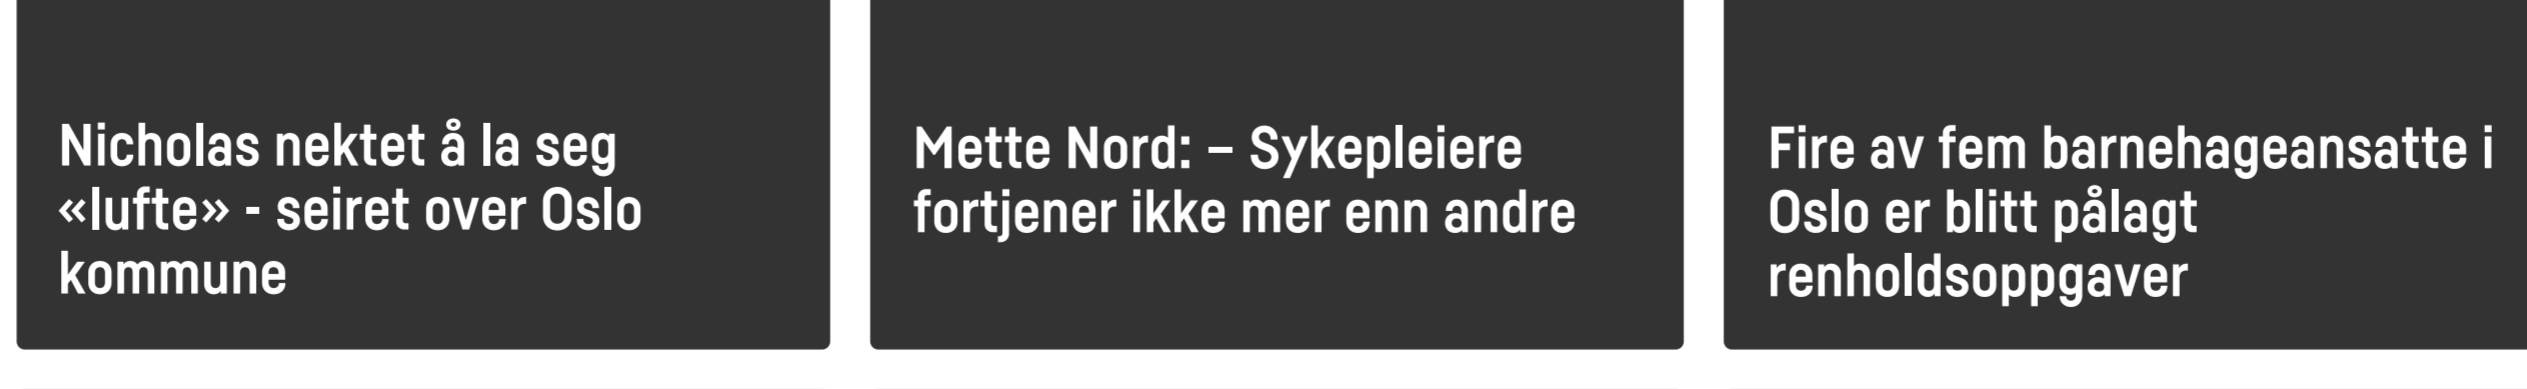 Nicholas nektet å la seg
«lufte» - seiret over Oslo
kommune
Mette Nord: – Sykepleiere
fortjener ikke mer enn andre
Fire av fem barnehageansatte i
Oslo er blitt pålagt
renholdsoppgaver